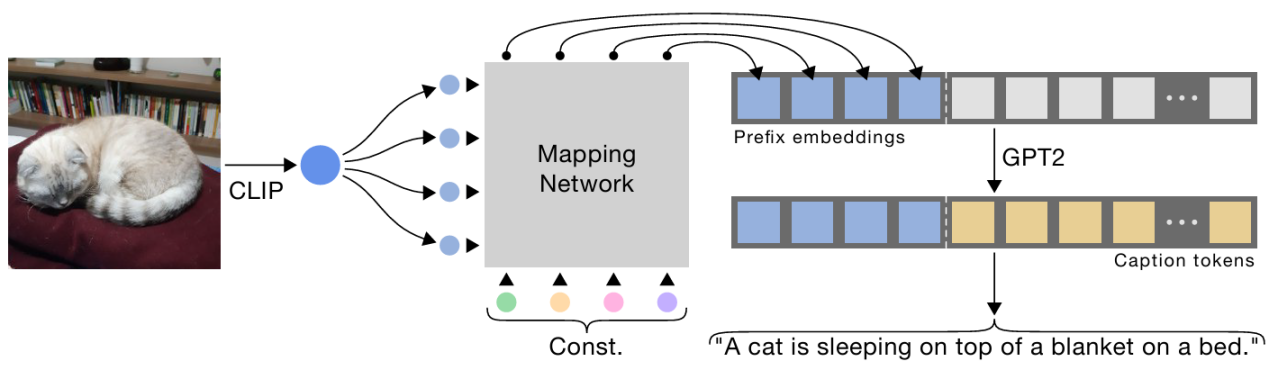 CLIP
Mapping
Network
Const.
Prefix embeddings
GPT2
Caption tokens
"A cat is sleeping on top of a blanket on a bed."